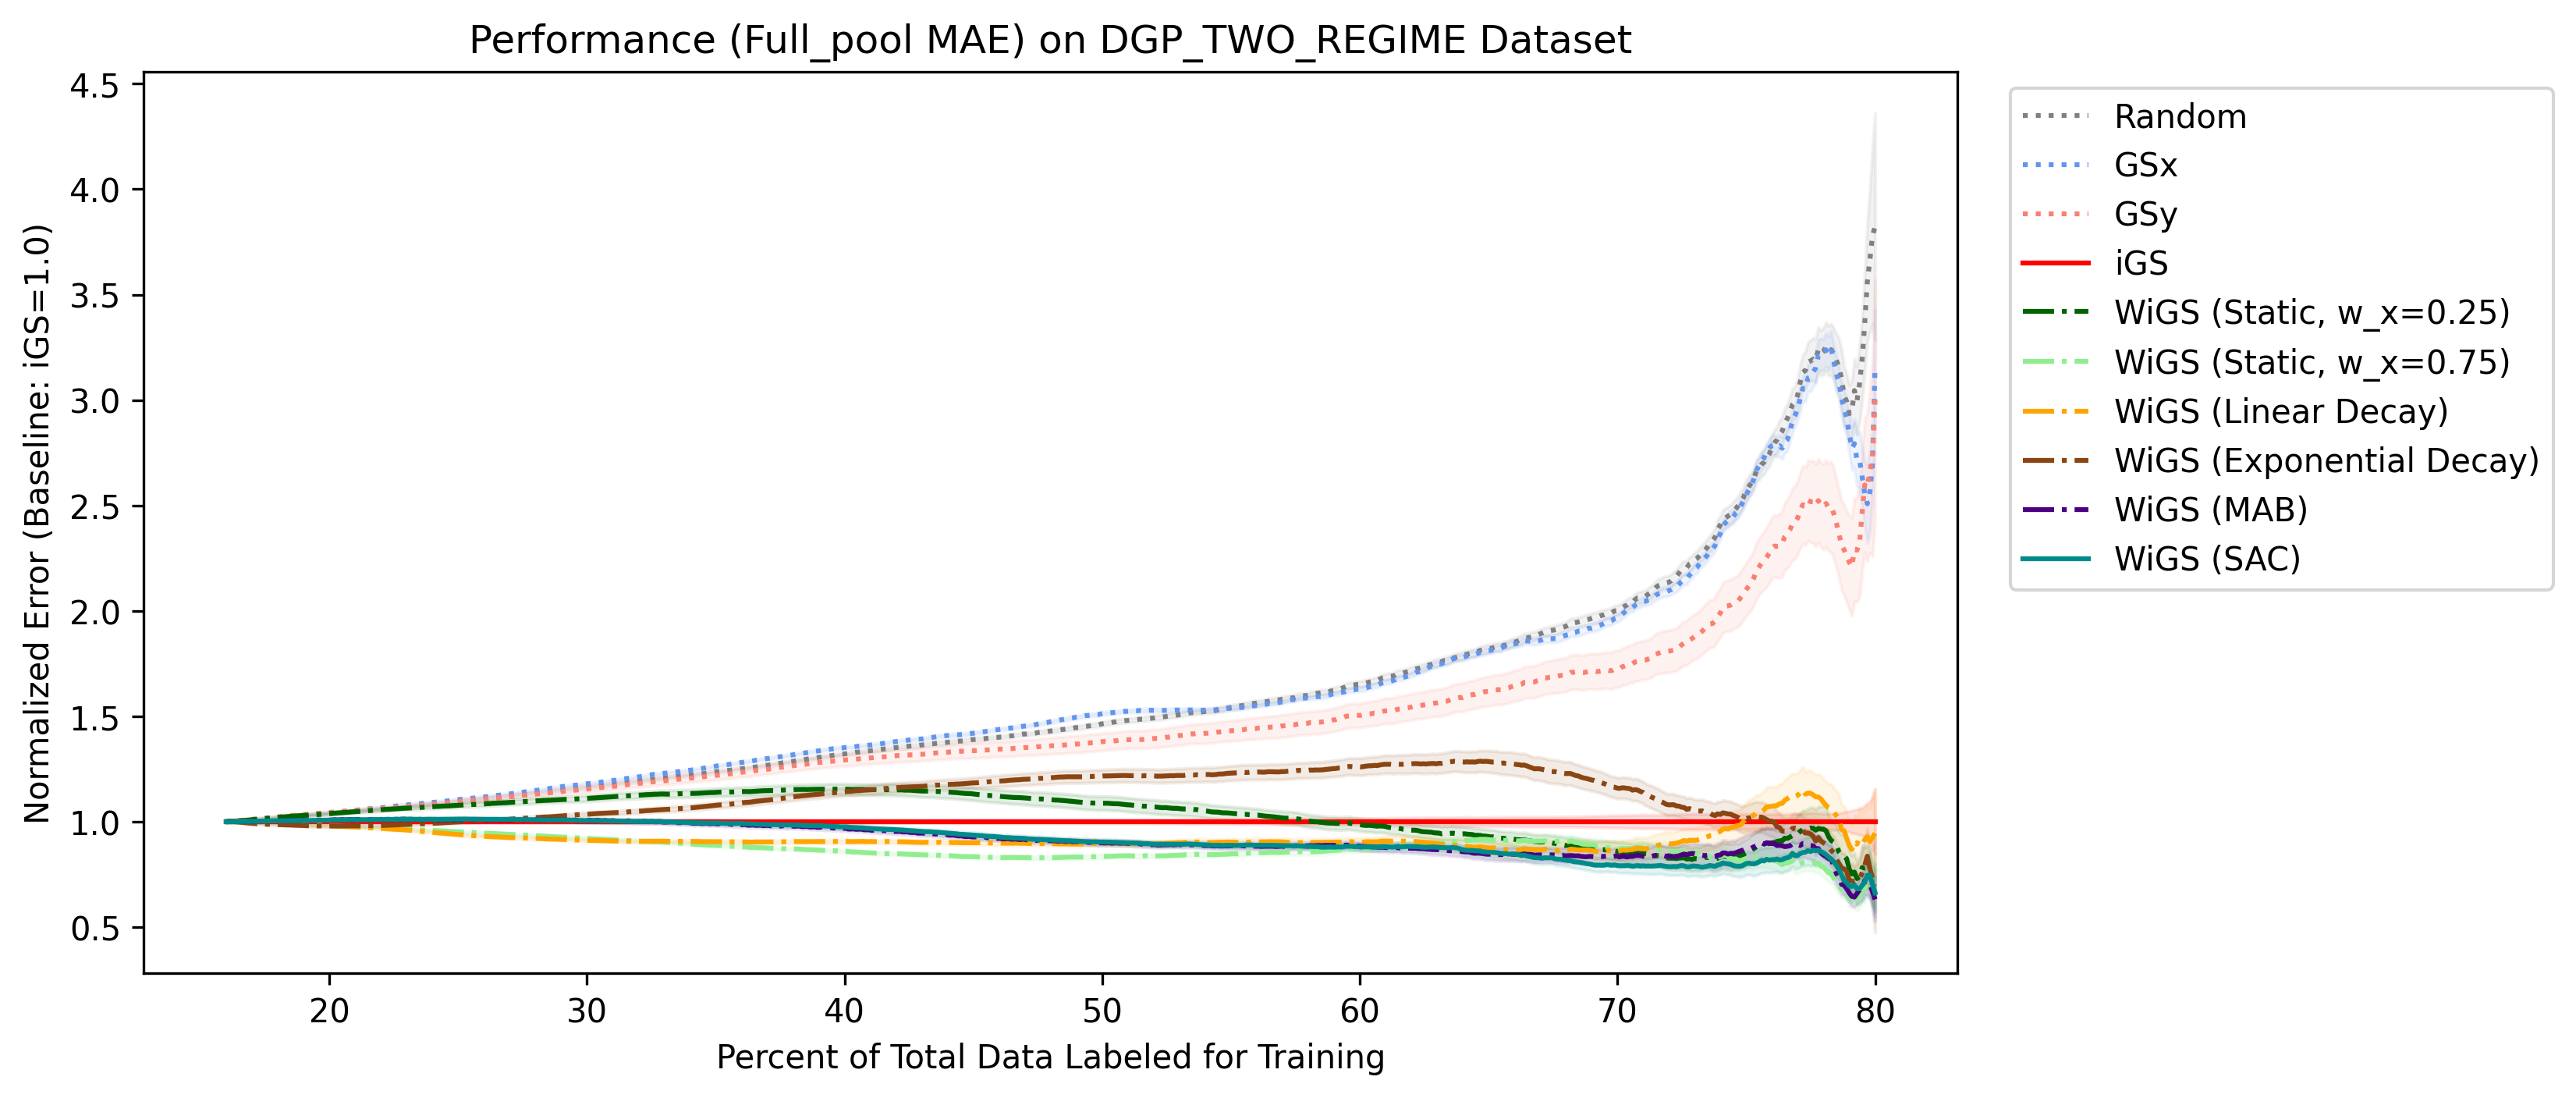 Performance (Full_pool MAE) on DGP_TWO_REGIME Dataset
Normalized Error (Baseline: iGS=1.0)
4.5
4.0
3.5
3.0
2.5
2.0
1.5
1.0
0.5
20 30 40 50 60 70 80
Percent of Total Data Labeled for Training
Random
GSx
GSy
iGS
WiGS (Static, w_x=0.25)
WiGS (Static, w_x=0.75)
WiGS (Linear Decay)
WiGS (Exponential Decay)
WiGS (MAB)
WiGS (SAC)